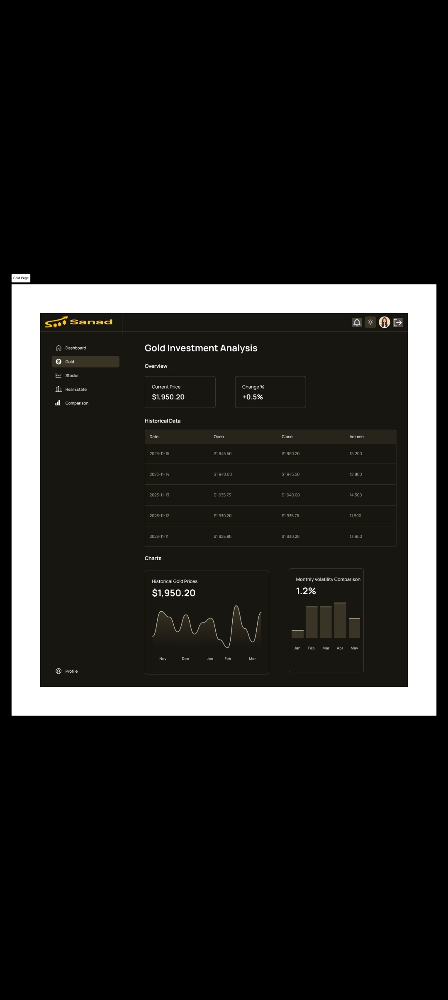 Gold Page
Sanad
Dashboard
Gold
Stocks
Real Estate
Comparison
Profile
Gold Investment Analysis
Overview
Current Price
$1,950.20
Change %
+0.5%
Historical Data
Date Open Close Volume
2023-11-15 $1,945.50 $1,950.20 15,200
2023-11-14 $1,940.00 $1,945.50 12,800
2023-11-13 $1,935.75 $1,940.00 14,500
2023-11-12 $1,930.20 $1,935.75 11,900
2023-11-11 $1,925.80 $1,930.20 13,600
Charts
Historical Gold Prices
$1,950.20
Nov Dec Jan Feb Mar
Monthly Volatility Comparison
1.2%
Jan Feb Mar Apr May